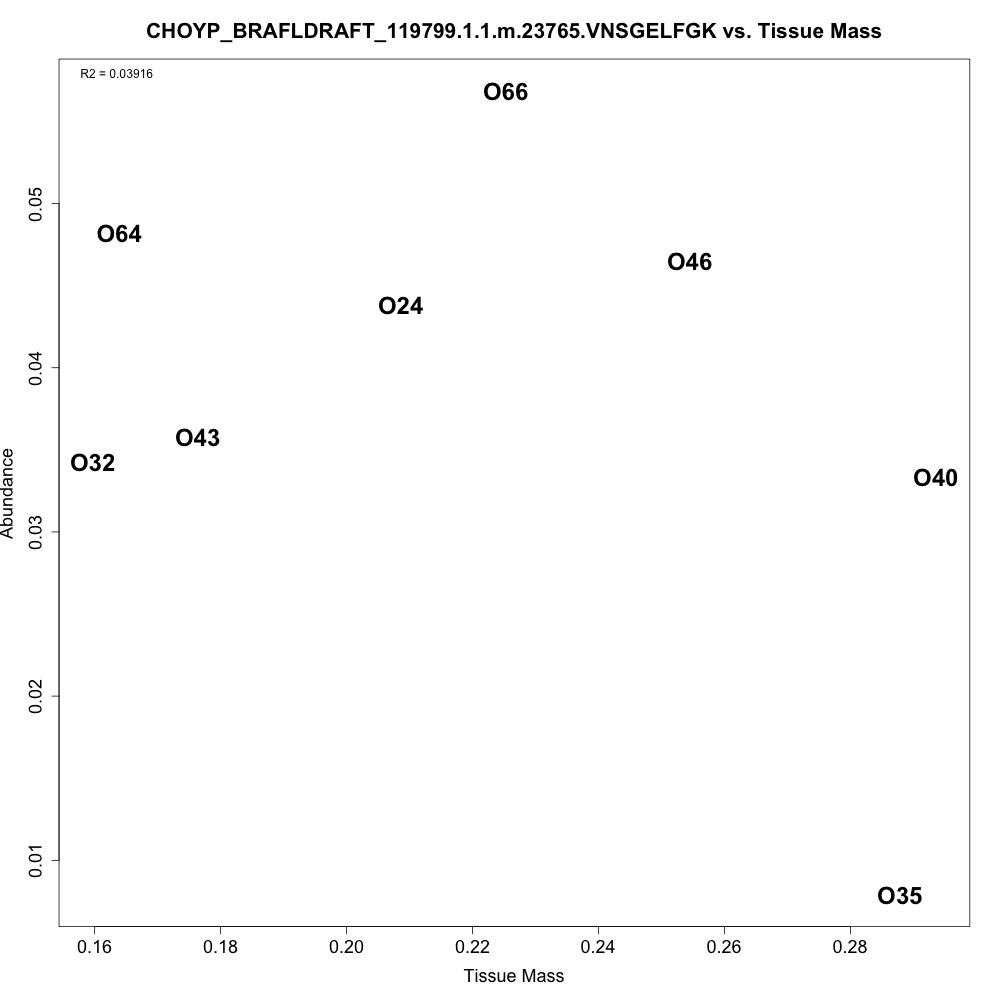 CHOYP_BRAFLDRAFT_119799.1.1.m.23765.VNSGELFGK vs. Tissue Mass
R2 = 0.03916
O66
0.05
O64
O46
O24
0.04
O43
O32
O40
Abundance
0.03
0.02
0.01
O35
0.16 0.18 0.20 0.22 0.24 0.26 0.28
Tissue Mass